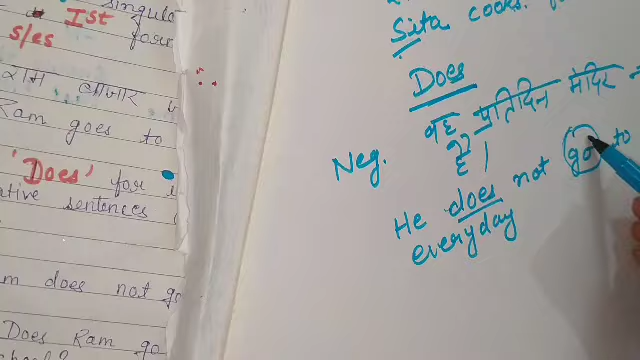 singula
Ist for
s/es
राम बाजार
Ram goes to
'Does' for
ative sentences
m does not go
Does Ram go
Sita cooks
Does
वह प्रतिदिन मंदिर
है।
Neg.
He does not go to
everyday